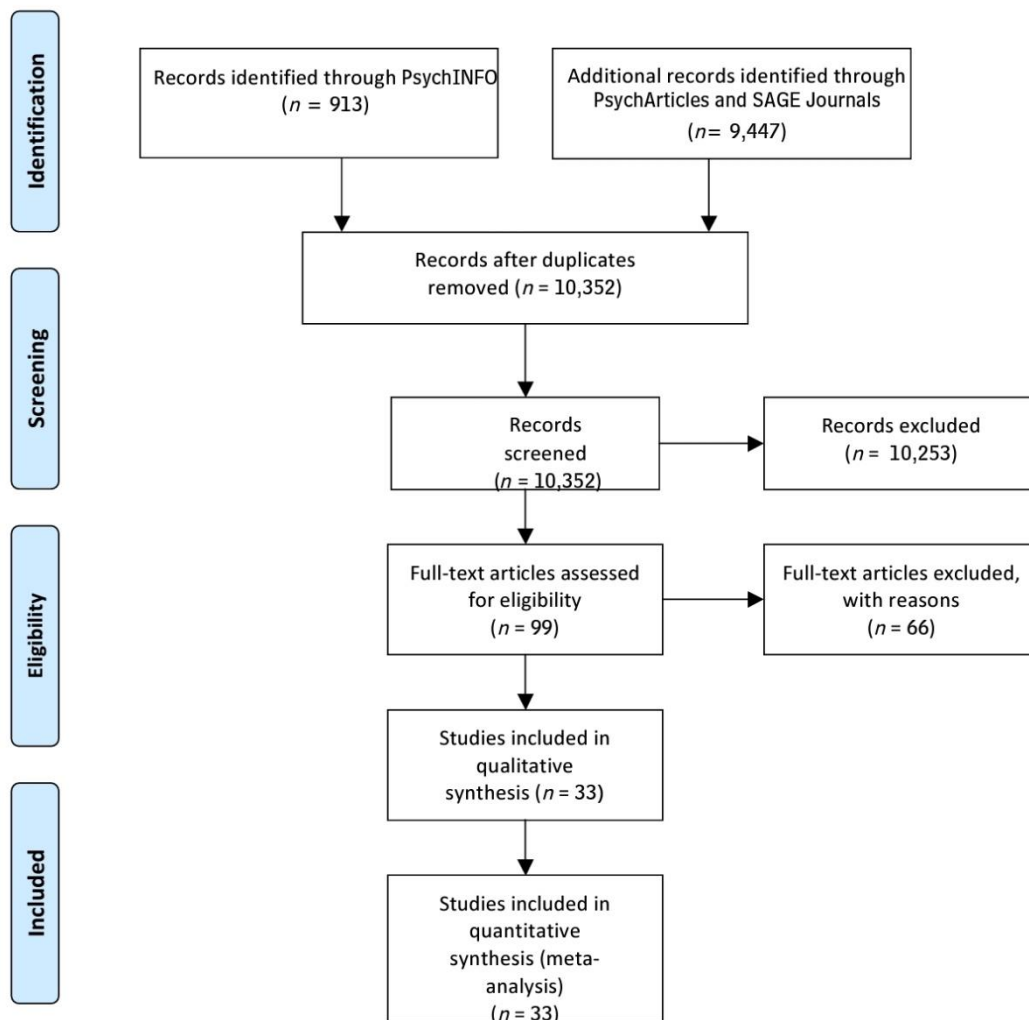 Identification
Records identified through PsychINFO
(n = 913)
Additional records identified through
PsychArticles and SAGE Journals
(n= 9,447)
Records after duplicates
removed (n = 10,352)
Screening
Records
screened
(n = 10,352)
Records excluded
(n = 10,253)
Eligibility
Full-text articles assessed
for eligibility
(n = 99)
Full-text articles excluded,
with reasons
(n = 66)
Studies included in
qualitative
synthesis (n = 33)
Included
Studies included in
quantitative
synthesis (meta-
analysis)
(n = 33)